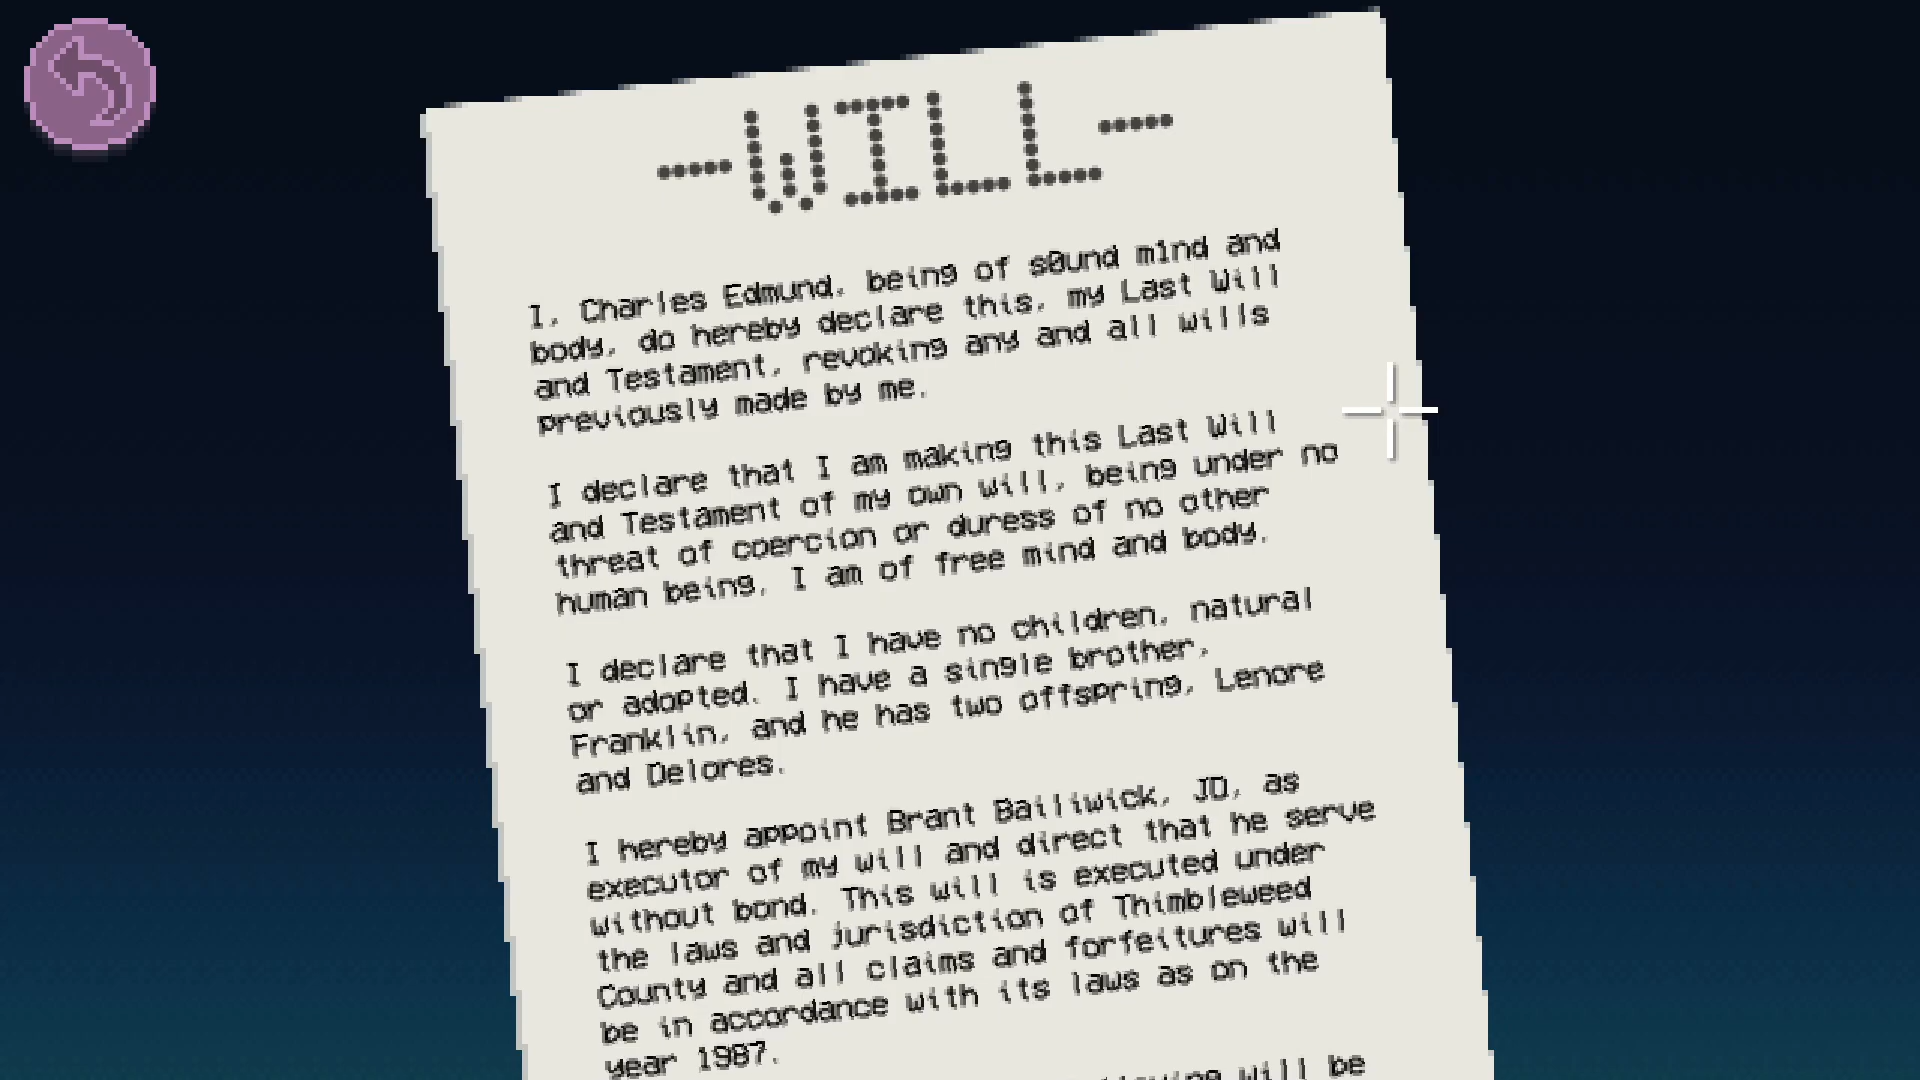 -WILL-
I, Charles Edmund, being of s0und m1nd and
body, do hereby declare this, my Last Will
and Testament, revoking any and all wills
previously made by me.
I declare that I am making this Last Will
and Testament of my own will, being under no
threat of coercion or duress of no other
human being, I am of free mind and body.
I declare that I have no children, natural
or adopted. I have a single brother,
Franklin, and he has two offspring, Lenore
and Delores.
I hereby appoint Brant Bailiwick, JD, as
executor of my will and direct that he serve
without bond. This will is executed under
the laws and jurisdiction of Thimbleweed
County and all claims and forfeitures will
be in accordance with its laws as on the
year 1987.
will be